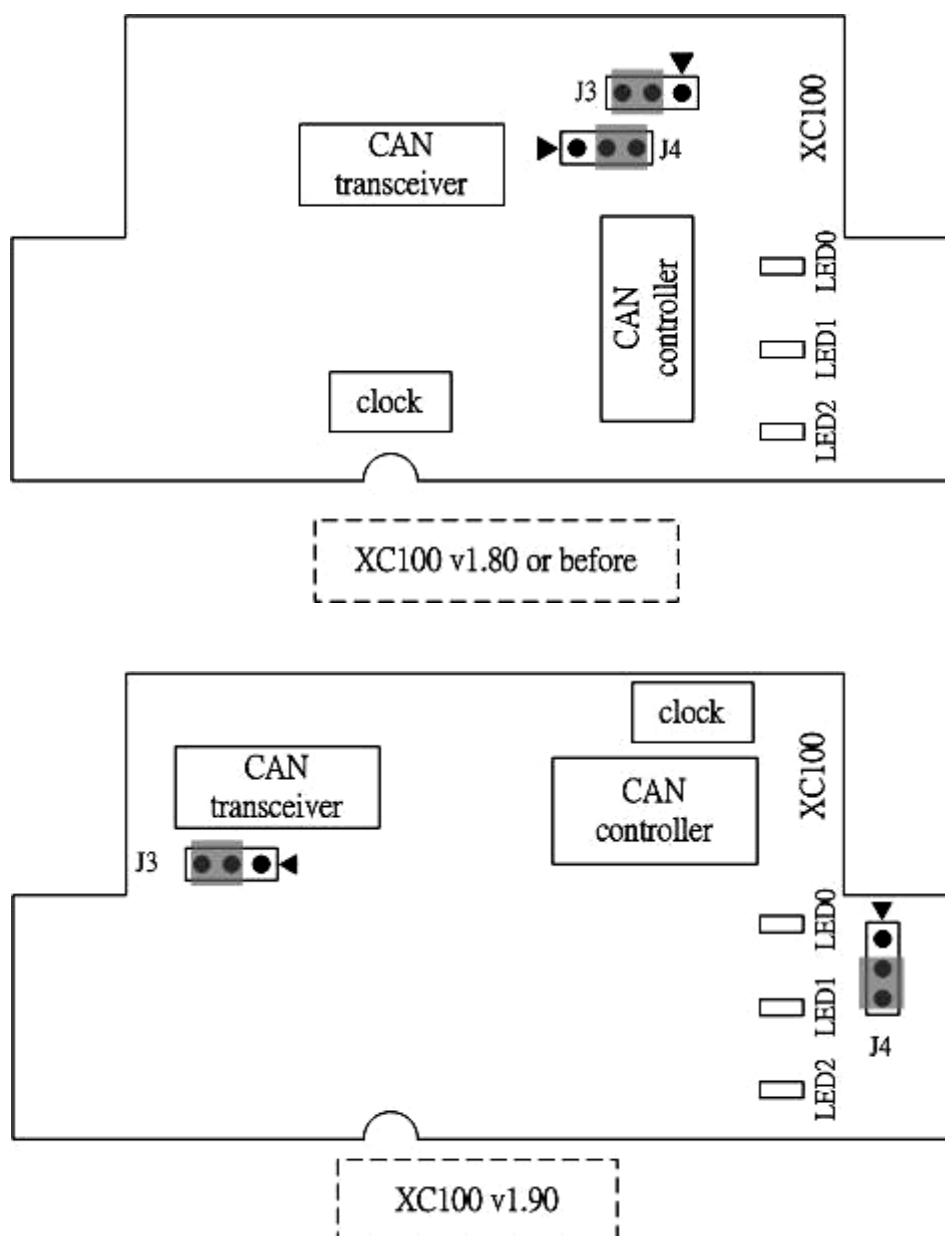 J3
XC100
CAN
transceiver
J4
CAN
controller
LED0
LED1
LED2
clock
XC100 v1.80 or before
clock
XC100
CAN
transceiver
CAN
controller
J3
LED0
LED1
J4
LED2
XC100 v1.90